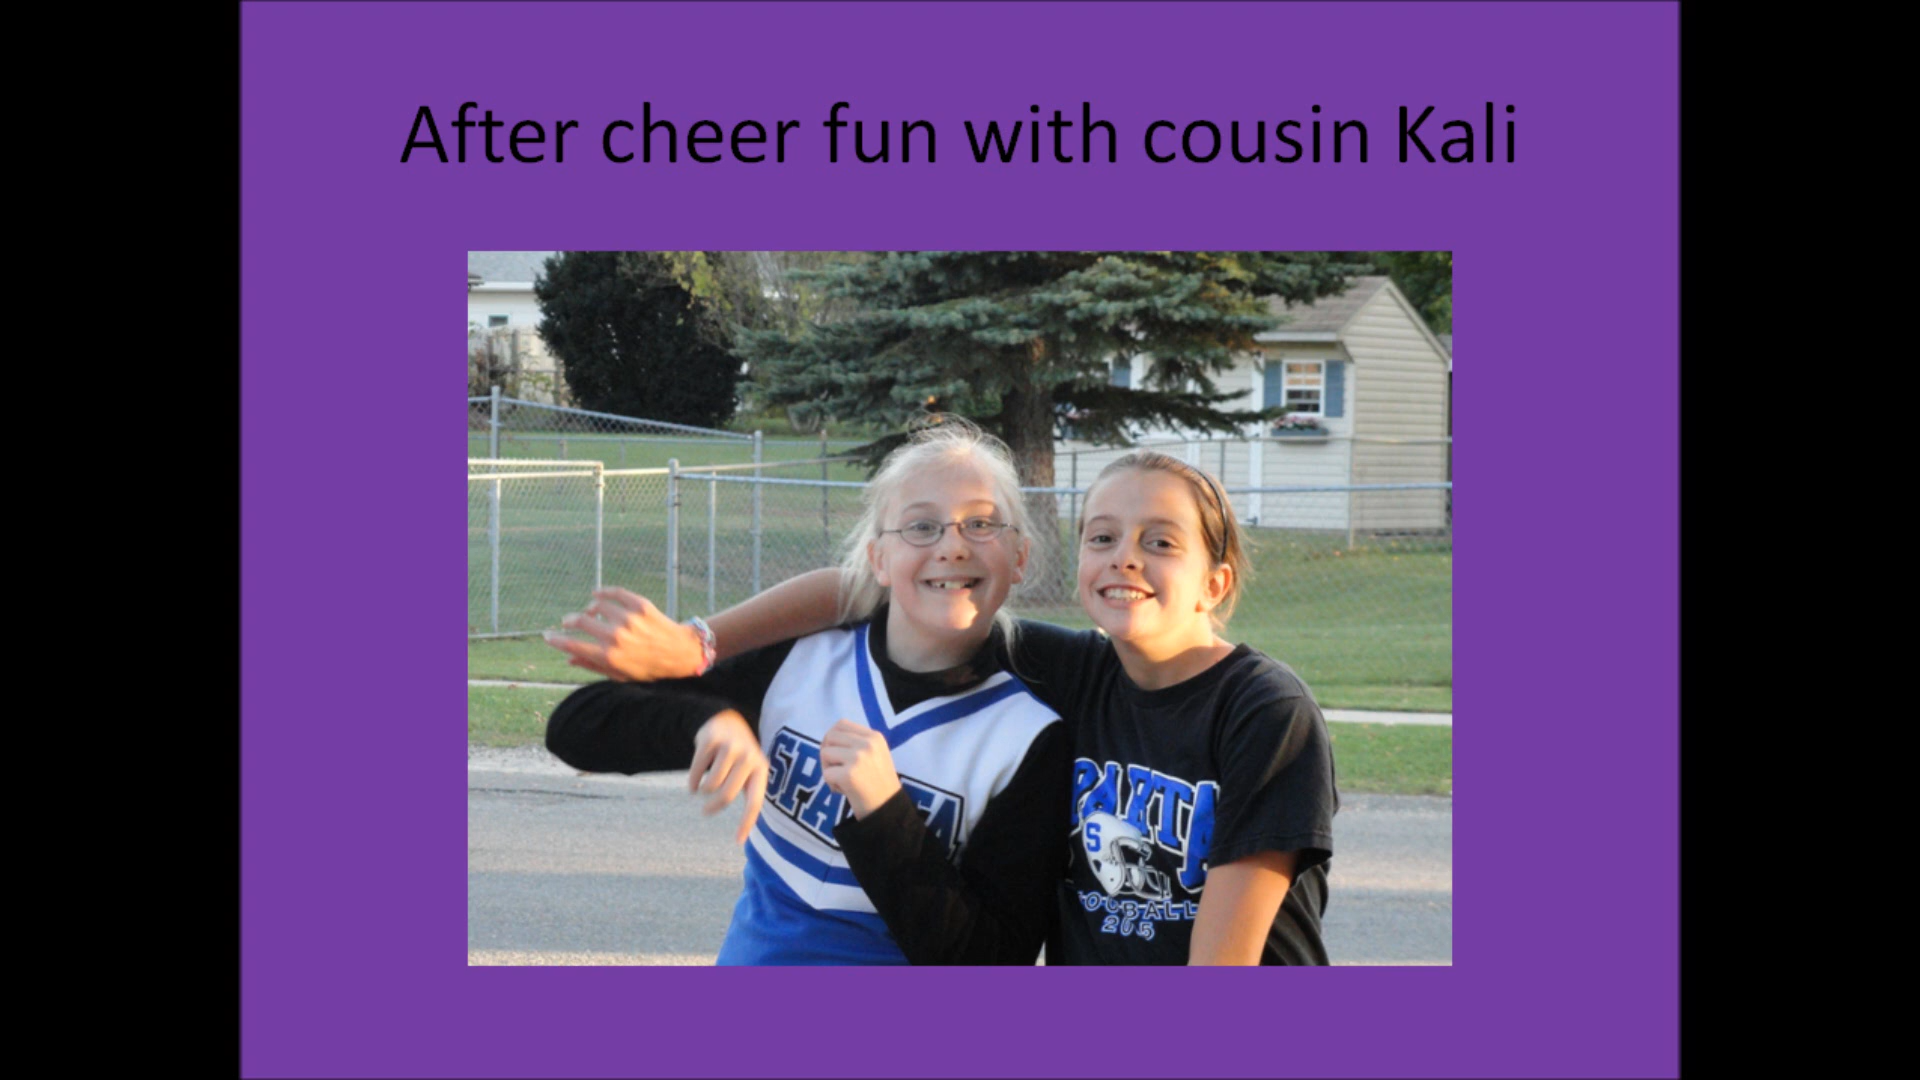 After cheer fun with cousin Kali
SPARTA
SPARTA
S
FOOTBALL